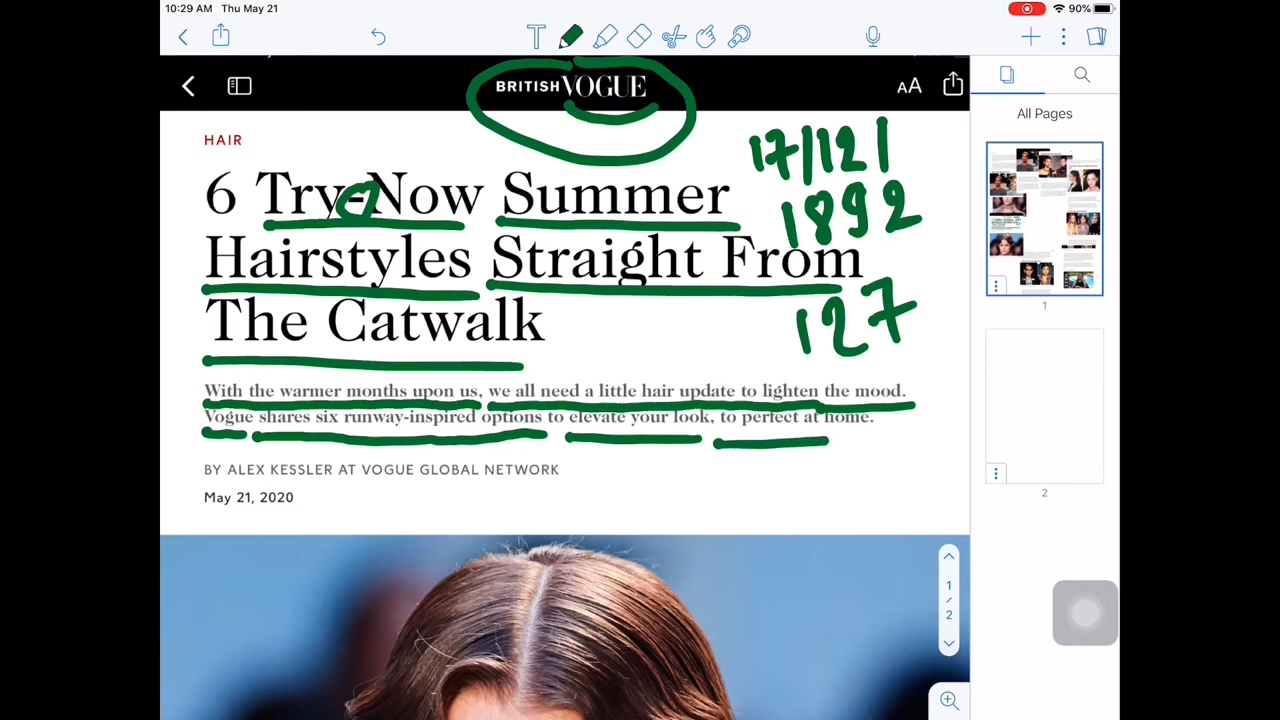 10:29 AM Thu May 21
90%
T
BRITISH VOGUE
AA
HAIR
17/12/
1892
127
6 Try-Now Summer
Hairstyles Straight From
The Catwalk
With the warmer months upon us, we all need a little hair update to lighten the mood.
Vogue shares six runway-inspired options to elevate your look, to perfect at home.
BY ALEX KESSLER AT VOGUE GLOBAL NETWORK
May 21, 2020
1
/
2
All Pages
1
2